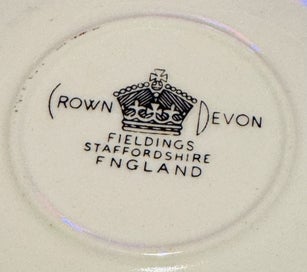 CROWN DEVON
FIELDINGS
STAFFORDSHIRE
ENGLAND